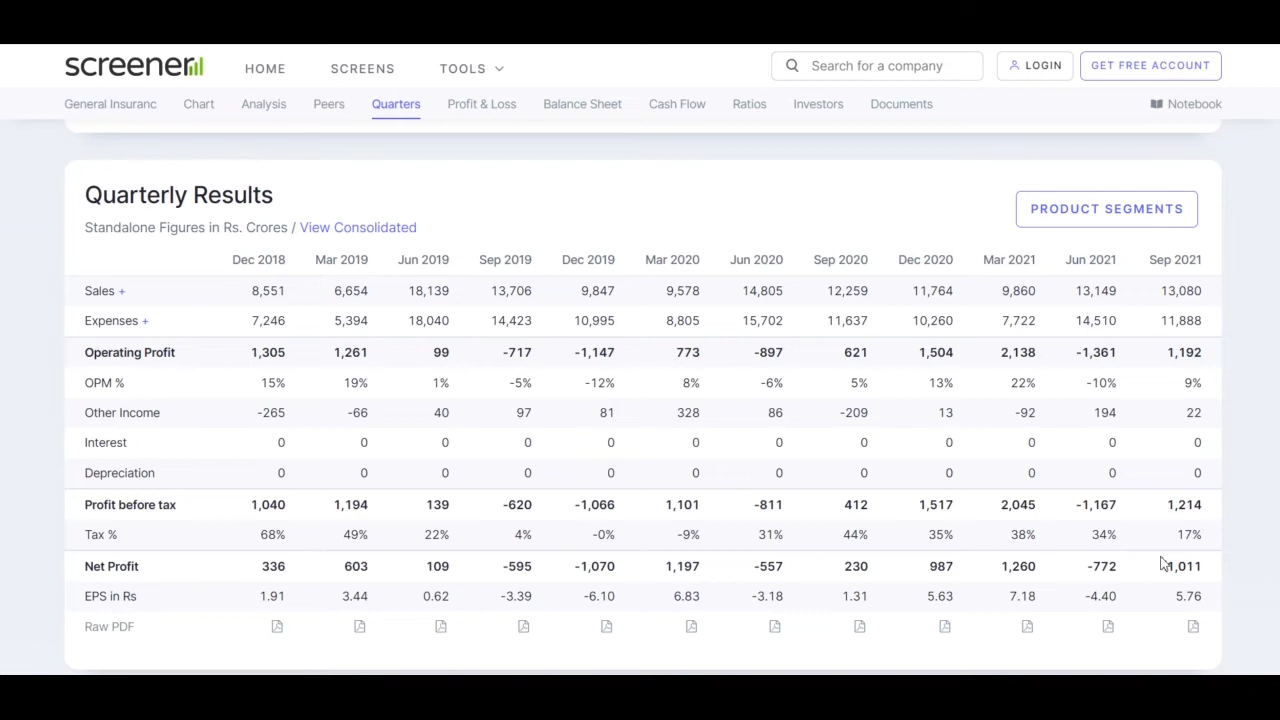 screener HOME SCREENS TOOLS Search for a company LOGIN GET FREE ACCOUNT
General Insuranc Chart Analysis Peers Quarters Profit & Loss Balance Sheet Cash Flow Ratios Investors Documents Notebook
Quarterly Results
PRODUCT SEGMENTS
Standalone Figures in Rs. Crores / View Consolidated
Dec 2018 Mar 2019 Jun 2019 Sep 2019 Dec 2019 Mar 2020 Jun 2020 Sep 2020 Dec 2020 Mar 2021 Jun 2021 Sep 2021
Sales + 8,551 6,654 18,139 13,706 9,847 9,578 14,805 12,259 11,764 9,860 13,149 13,080
Expenses + 7,246 5,394 18,040 14,423 10,995 8,805 15,702 11,637 10,260 7,722 14,510 11,888
Operating Profit 1,305 1,261 99 -717 -1,147 773 -897 621 1,504 2,138 -1,361 1,192
OPM % 15% 19% 1% -5% -12% 8% -6% 5% 13% 22% -10% 9%
Other Income -265 -66 40 97 81 328 86 -209 13 -92 194 22
Interest 0 0 0 0 0 0 0 0 0 0 0 0
Depreciation 0 0 0 0 0 0 0 0 0 0 0 0
Profit before tax 1,040 1,194 139 -620 -1,066 1,101 -811 412 1,517 2,045 -1,167 1,214
Tax % 68% 49% 22% 4% -0% -9% 31% 44% 35% 38% 34% 17%
Net Profit 336 603 109 -595 -1,070 1,197 -557 230 987 1,260 -772 1,011
EPS in Rs 1.91 3.44 0.62 -3.39 -6.10 6.83 -3.18 1.31 5.63 7.18 -4.40 5.76
Raw PDF